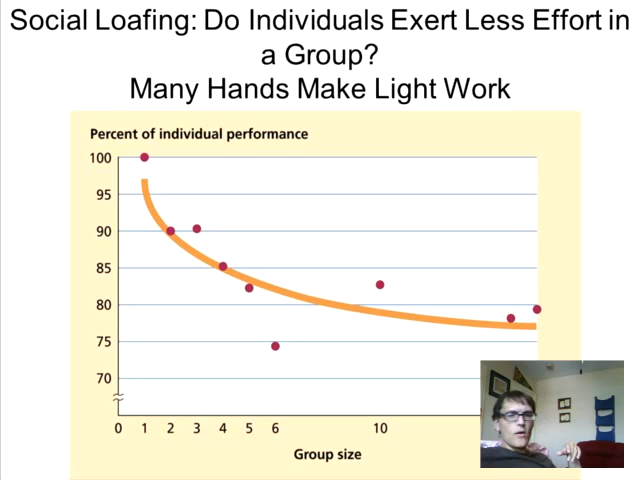 Social Loafing: Do Individuals Exert Less Effort in
a Group?
Many Hands Make Light Work
Percent of individual performance
100
95
90
85
80
75
70
0 1 2 3 4 5 6 10
Group size